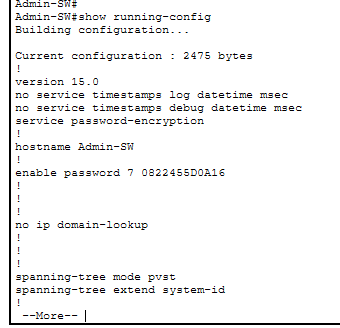 Admin-SW#
Admin-SW#show running-config
Building configuration...
Current configuration : 2475 bytes
!
version 15.0
no service timestamps log datetime msec
no service timestamps debug datetime msec
service password-encryption
!
hostname Admin-SW
!
enable password 7 0822455D0A16
!
!
!
no ip domain-lookup
!
!
!
spanning-tree mode pvst
spanning-tree extend system-id
!
--More-- |